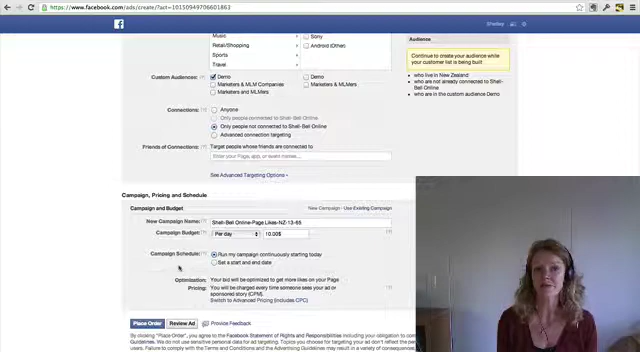 https://www.facebook.com/ads/create/?fact=10150949706601863
f
Shelley
Music
Retail/Shopping
Sports
Travel
Sony
Android (Other)
Audience
Continue to create your audience while your customer list is being built
who live in New Zealand
who are not already connected to Shell-Bell Online
who are in the custom audience Demo
Custom Audiences: [?]
Demo
Demo
Marketers & MLM Companies
Marketers & MLMers
Marketers and MLMers
Connections: [?]
Anyone
Only people connected to Shell-Bell Online
Only people not connected to Shell-Bell Online
Advanced connection targeting
Friends of Connections: [?]
Target people whose friends are connected to
Enter your Page, app, or event names...
See Advanced Targeting Options
Campaign, Pricing and Schedule
Campaign and Budget
New Campaign · Use Existing Campaign
New Campaign Name: [?]
Shell-Bell Online-Page Likes-NZ-13-65
Campaign Budget: [?]
Per day
10.00$
[?]
Campaign Schedule: [?]
Run my campaign continuously starting today
Set a start and end date
[?]
Optimization:
Your bid will be optimized to get more likes on your Page
Pricing: [?]
You will be charged every time someone sees your ad or sponsored story (CPM).
Switch to Advanced Pricing (includes CPC)
Place Order
Review Ad
[?]
Provide Feedback
By clicking "Place Order", you agree to the Facebook Statement of Rights and Responsibilities including your obligation to
Guidelines. We do not use sensitive personal data for ad targeting. Topics you choose for targeting your ad don't reflect the
Failure to comply with the Terms and Conditions and the Advertising Guidelines may result in a variety of consequences,